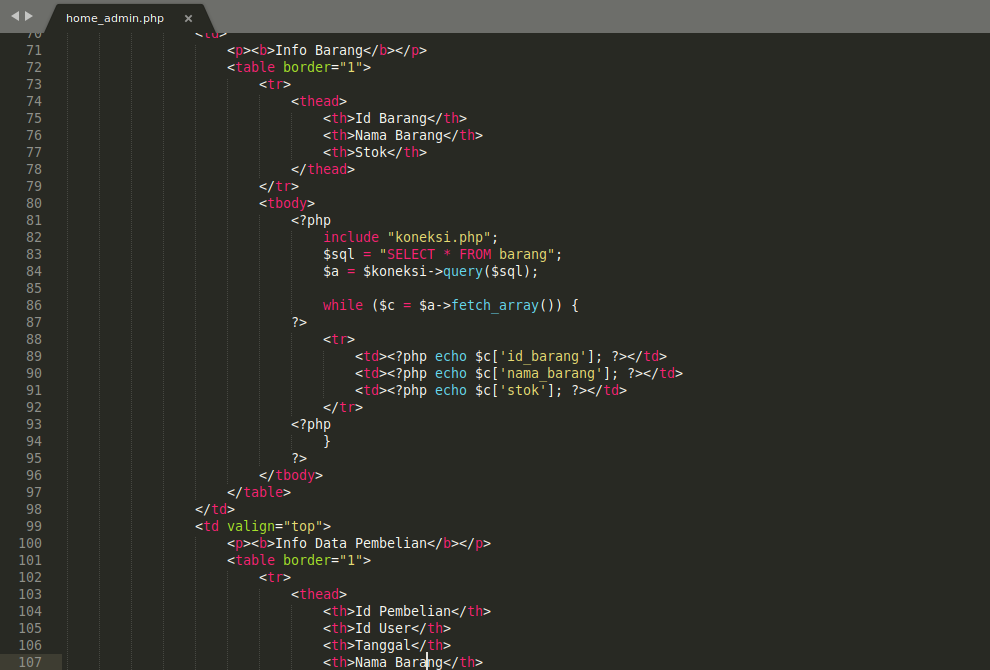 home_admin.php ×
70 <td>
71 <p><b>Info Barang</b></p>
72 <table border="1">
73 <tr>
74 <thead>
75 <th>Id Barang</th>
76 <th>Nama Barang</th>
77 <th>Stok</th>
78 </thead>
79 </tr>
80 <tbody>
81 <?php
82 include "koneksi.php";
83 $sql = "SELECT * FROM barang";
84 $a = $koneksi->query($sql);
85
86 while ($c = $a->fetch_array()) {
87 ?>
88 <tr>
89 <td><?php echo $c['id_barang']; ?></td>
90 <td><?php echo $c['nama_barang']; ?></td>
91 <td><?php echo $c['stok']; ?></td>
92 </tr>
93 <?php
94 }
95 ?>
96 </tbody>
97 </table>
98 </td>
99 <td valign="top">
100 <p><b>Info Data Pembelian</b></p>
101 <table border="1">
102 <tr>
103 <thead>
104 <th>Id Pembelian</th>
105 <th>Id User</th>
106 <th>Tanggal</th>
107 <th>Nama Barang</th>